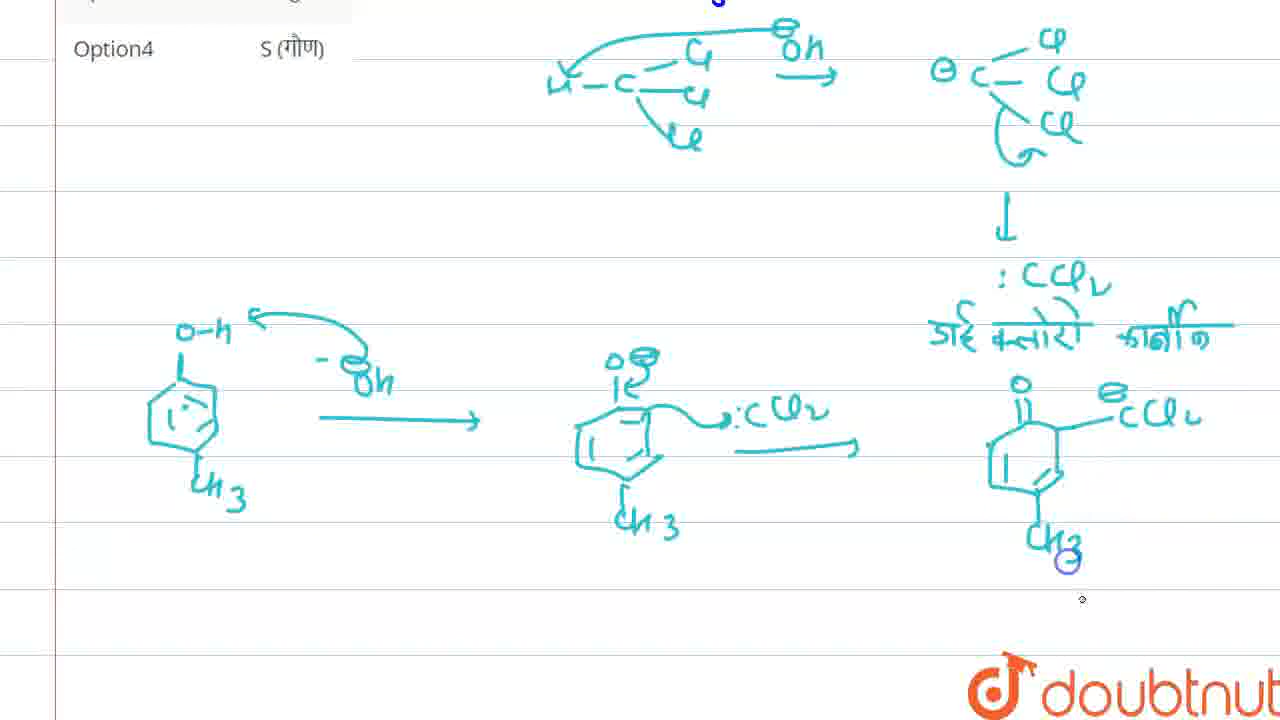 Option4 S (गौण)
⊖
OH
Cl
H – C – Cl
Cl
→
⊖ C – Cl
Cl
Cl
↓
: CCl₂
डाई क्लोरो कार्बीन
O–H
⊖
OH
CH3
→
O⊖
:CCl₂
CH3
→
O
⊖
CCl₂
CH3
doubtnut